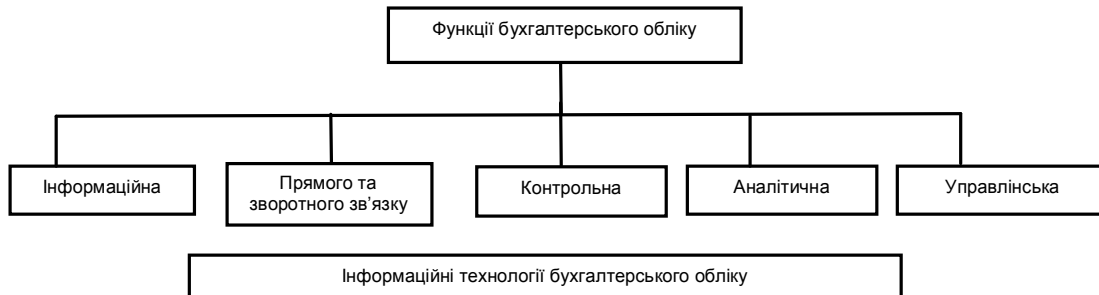 Функції бухгалтерського обліку
Інформаційна
Прямого та
зворотного зв’язку
Контрольна
Аналітична
Управлінська
Інформаційні технології бухгалтерського обліку